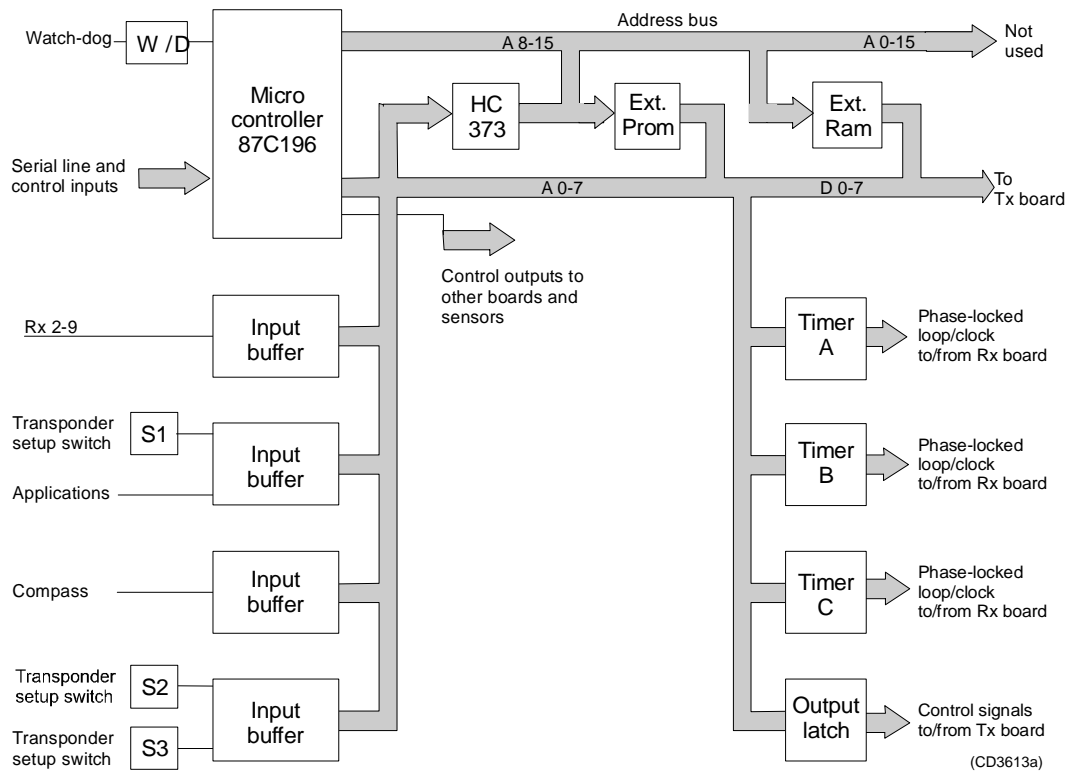 Address bus
Watch-dog
W /D
A 8-15
A 0-15
Not
used
Micro
controller
87C196
HC
373
Ext.
Prom
Ext.
Ram
Serial line and
control inputs
A 0-7
D 0-7
To
Tx board
Control outputs to
other boards and
sensors
Rx 2-9
Input
buffer
Timer
A
Phase-locked
loop/clock
to/from Rx board
Transponder
setup switch
S1
Applications
Input
buffer
Timer
B
Phase-locked
loop/clock
to/from Rx board
Compass
Input
buffer
Timer
C
Phase-locked
loop/clock
to/from Rx board
Transponder
setup switch
S2
Transponder
setup switch
S3
Input
buffer
Output
latch
Control signals
to/from Tx board
(CD3613a)